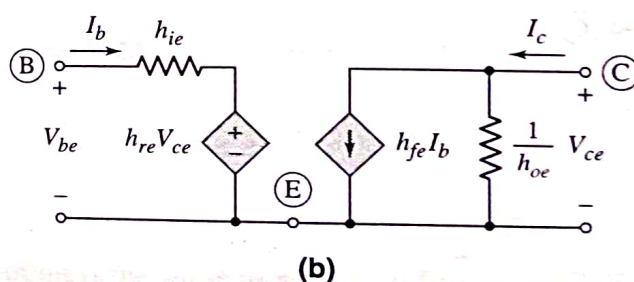 I_b h_ie I_c
B C
+ + +
V_be h_re V_ce − h_fe I_b 1/h_oe V_ce
E
− −
(b)